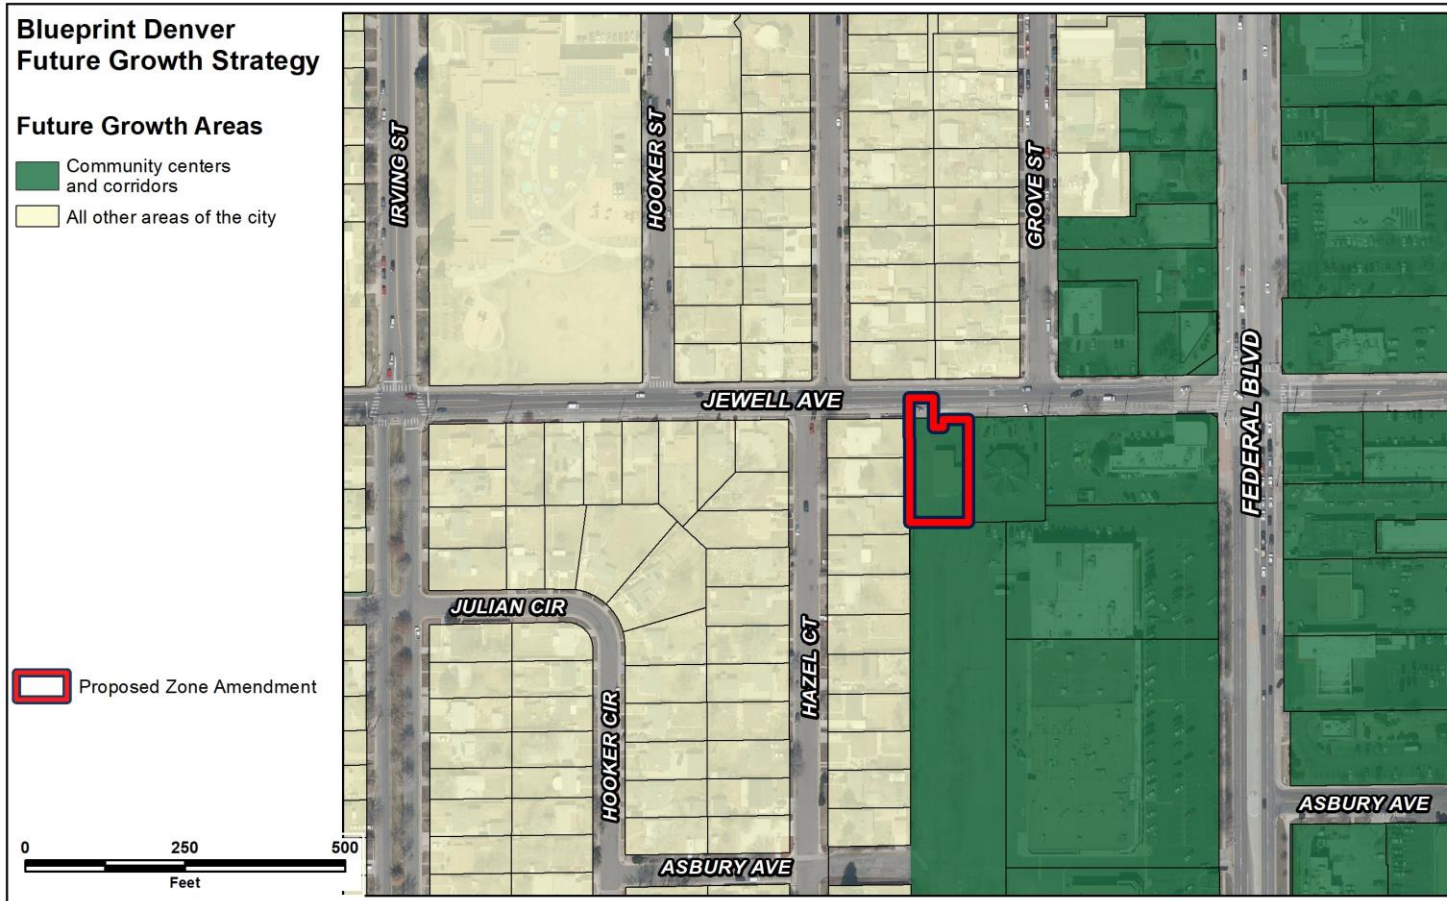 Blueprint Denver
Future Growth Strategy
Future Growth Areas
Community centers
and corridors
All other areas of the city
Proposed Zone Amendment
0 250 500
Feet
IRVING ST
HOOKER ST
GROVE ST
FEDERAL BLVD
JEWELL AVE
JULIAN CIR
HOOKER CIR
HAZEL CT
ASBURY AVE
ASBURY AVE